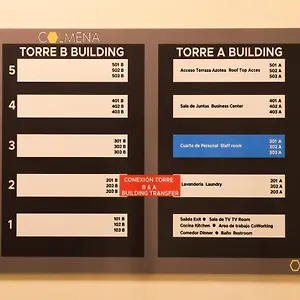 COLMENA
TORRE B BUILDING
5
501 B
502 B
503 B
4
401 B
402 B
403 B
3
301 B
302 B
303 B
2
201 B
202 B
203 B
1
101 B
102 B
103 B
CONEXIÓN TORRE
B & A
BUILDING TRANSFER
TORRE A BUILDING
Acceso Terraza Azotea Roof Top Acces
501 A
502 A
503 A
Sala de Juntas Business Center
401 A
402 A
403 A
Cuarto de Personal Staff room
301 A
302 A
303 A
Lavandería Laundry
201 A
202 A
203 A
Salida Exit Sala de TV TV Room
Cocina Kitchen Area de trabajo CoWorking
Comedor Dinner Baño Restroom